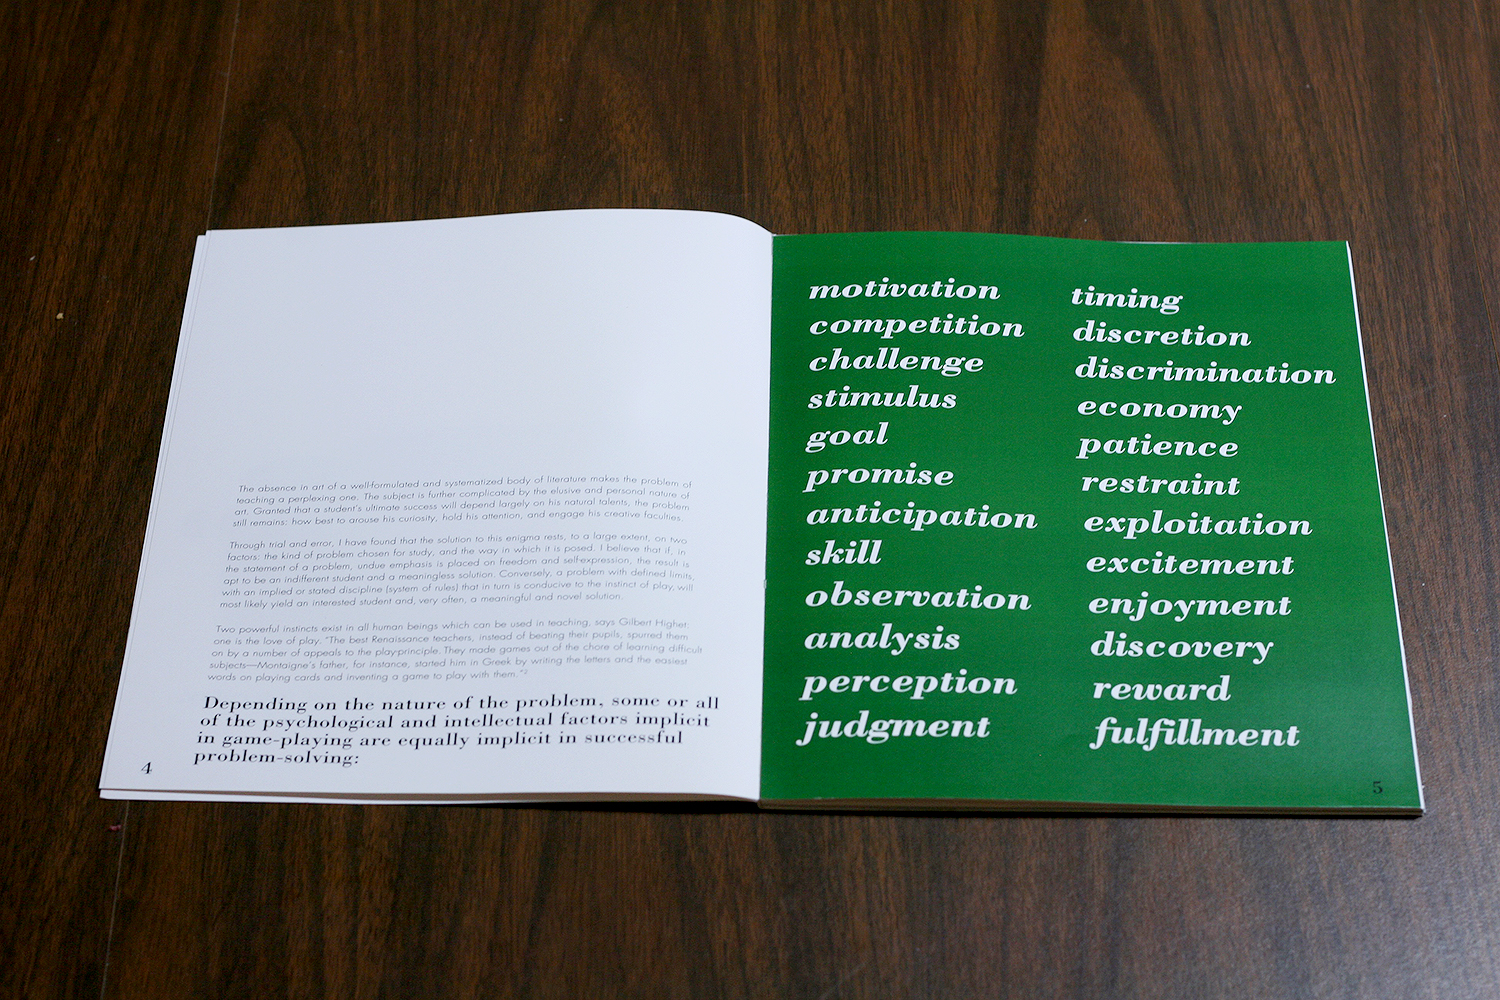 The absence in art of a well-formulated and systematized body of literature makes the problem of
teaching a perplexing one. The subject is further complicated by the elusive and personal nature of
art. Granted that a student's ultimate success will depend largely on his natural talents, the problem
still remains: how best to arouse his curiosity, hold his attention, and engage his creative faculties.
Through trial and error, I have found that the solution to this enigma rests, to a large extent, on two
factors: the kind of problem chosen for study, and the way in which it is posed. I believe that if, in
the statement of a problem, undue emphasis is placed on freedom and self-expression, the result is
apt to be an indifferent student and a meaningless solution. Conversely, a problem with defined limits,
with an implied or stated discipline (system of rules) that in turn is conducive to the instinct of play, will
most likely yield an interested student and, very often, a meaningful and novel solution.
Two powerful instincts exist in all human beings which can be used in teaching, says Gilbert Highet:
one is the love of play. "The best Renaissance teachers, instead of beating their pupils, spurred them
on by a number of appeals to the play-principle. They made games out of the chore of learning difficult
subjects—Montaigne's father, for instance, started him in Greek by writing the letters and the easiest
words on playing cards and inventing a game to play with them."²
Depending on the nature of the problem, some or all
of the psychological and intellectual factors implicit
in game-playing are equally implicit in successful
problem-solving:
4
motivation
competition
challenge
stimulus
goal
promise
anticipation
skill
observation
analysis
perception
judgment
timing
discretion
discrimination
economy
patience
restraint
exploitation
excitement
enjoyment
discovery
reward
fulfillment
5